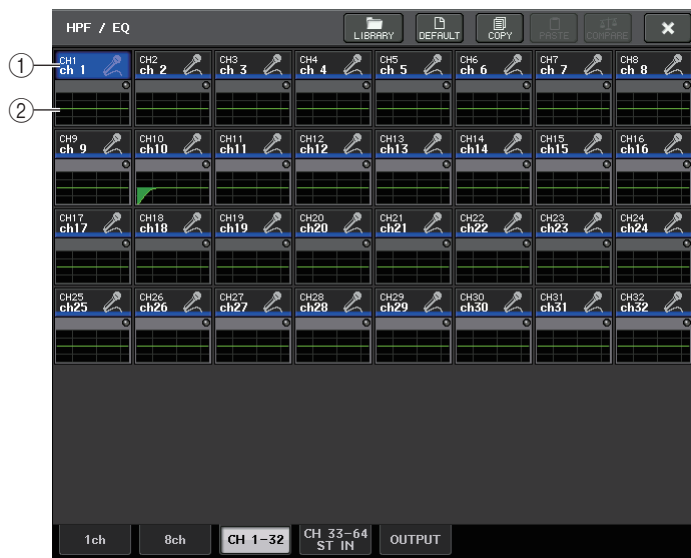 HPF / EQ LIBRARY DEFAULT COPY PASTE COMPARE
① CH1 CH2 CH3 CH4 CH5 CH6 CH7 CH8
ch 1 ch 2 ch 3 ch 4 ch 5 ch 6 ch 7 ch 8
②
CH9 CH10 CH11 CH12 CH13 CH14 CH15 CH16
ch 9 ch10 ch11 ch12 ch13 ch14 ch15 ch16
CH17 CH18 CH19 CH20 CH21 CH22 CH23 CH24
ch17 ch18 ch19 ch20 ch21 ch22 ch23 ch24
CH25 CH26 CH27 CH28 CH29 CH30 CH31 CH32
ch25 ch26 ch27 ch28 ch29 ch30 ch31 ch32
1ch 8ch CH 1-32 CH 33-64 OUTPUT
ST IN